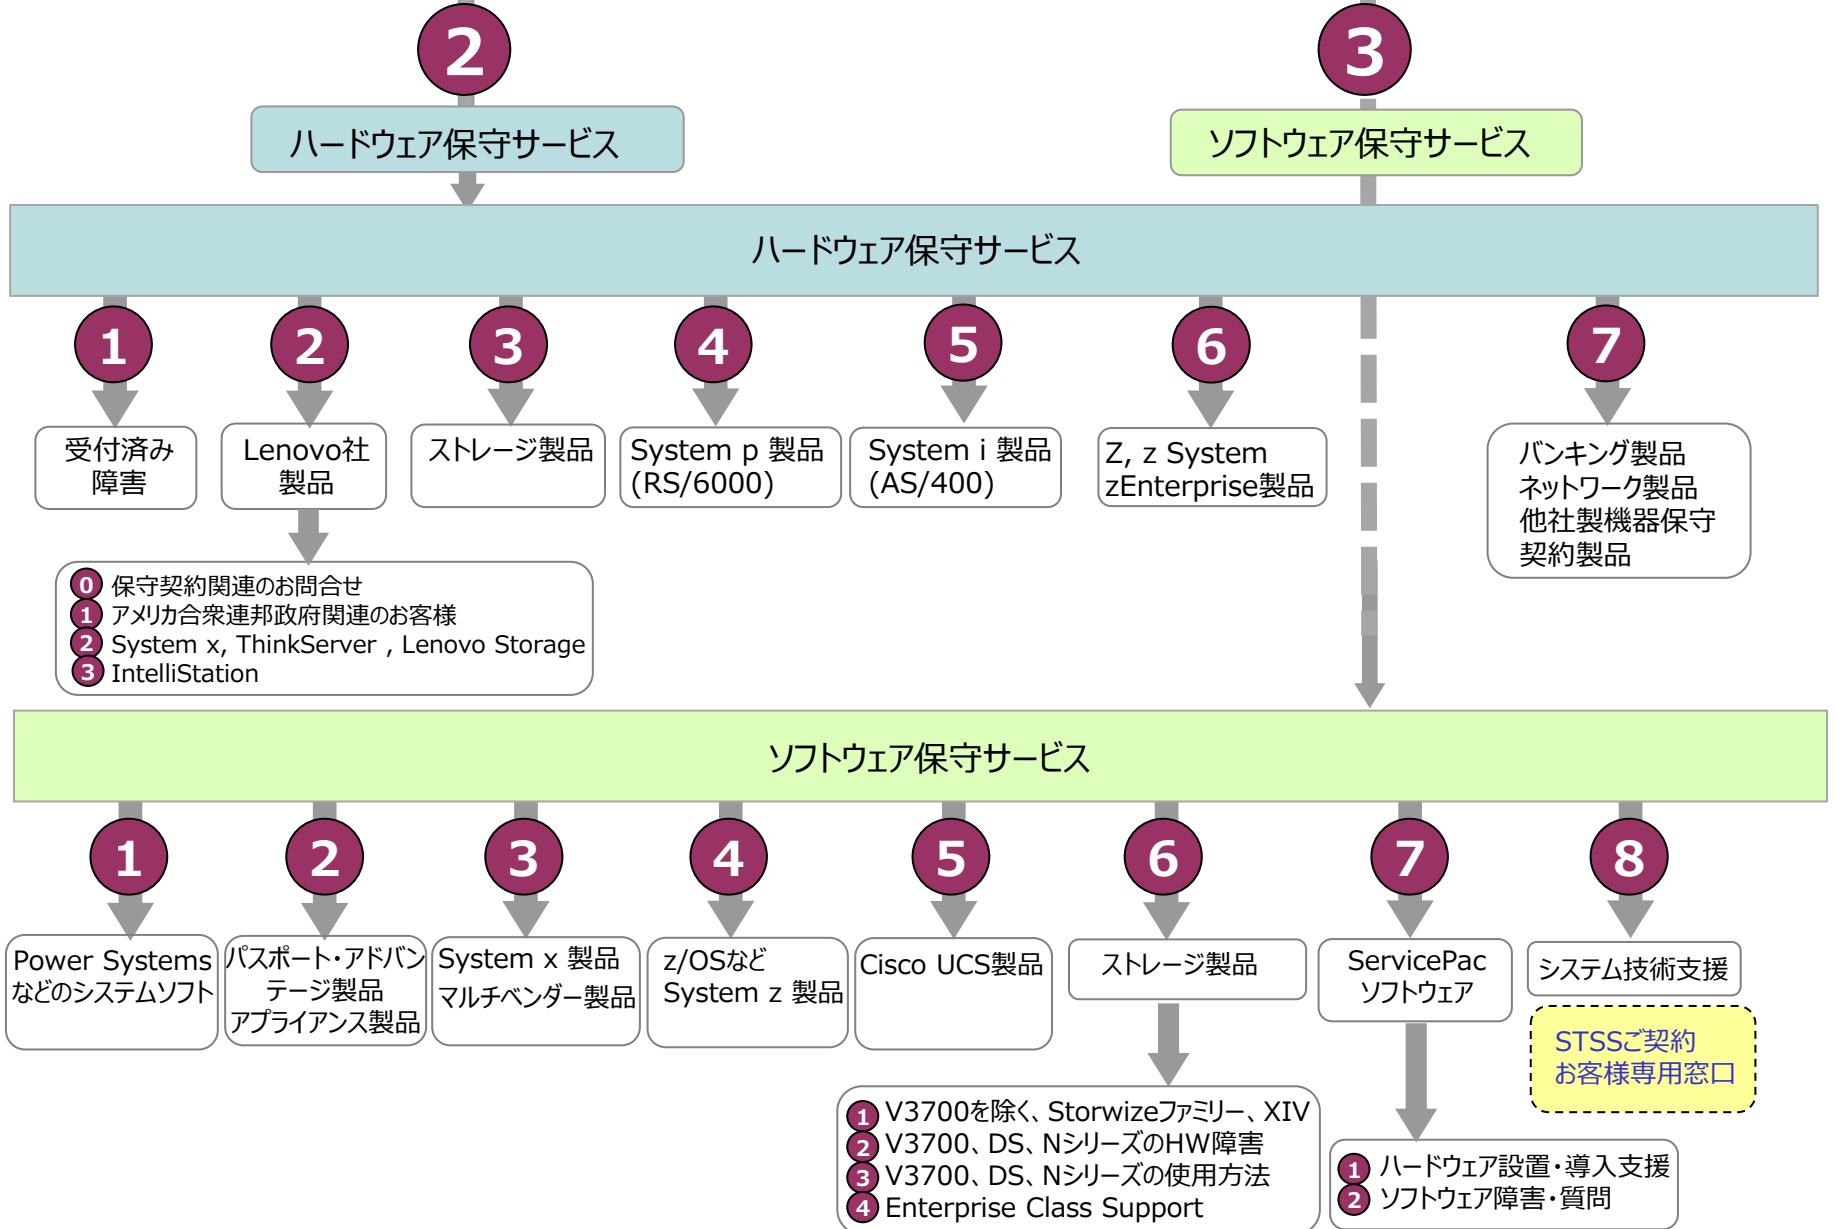 2
3
ハードウェア保守サービス
ソフトウェア保守サービス
ハードウェア保守サービス
1
2
3
4
5
6
7
受付済み
障害
Lenovo社
製品
ストレージ製品
System p 製品
(RS/6000)
System i 製品
(AS/400)
Z, z System
zEnterprise製品
バンキング製品
ネットワーク製品
他社製機器保守
契約製品
0 保守契約関連のお問合せ
1 アメリカ合衆連邦政府関連のお客様
2 System x, ThinkServer , Lenovo Storage
3 IntelliStation
ソフトウェア保守サービス
1
2
3
4
5
6
7
8
Power Systems
などのシステムソフト
パスポート・アドバン
テージ製品
アプライアンス製品
System x 製品
マルチベンダー製品
z/OSなど
System z 製品
Cisco UCS製品
ストレージ製品
ServicePac
ソフトウェア
システム技術支援
STSSご契約
お客様専用窓口
1 V3700を除く、Storwizeファミリー、XIV
2 V3700、DS、NシリーズのHW障害
3 V3700、DS、Nシリーズの使用方法
4 Enterprise Class Support
1 ハードウェア設置・導入支援
2 ソフトウェア障害・質問